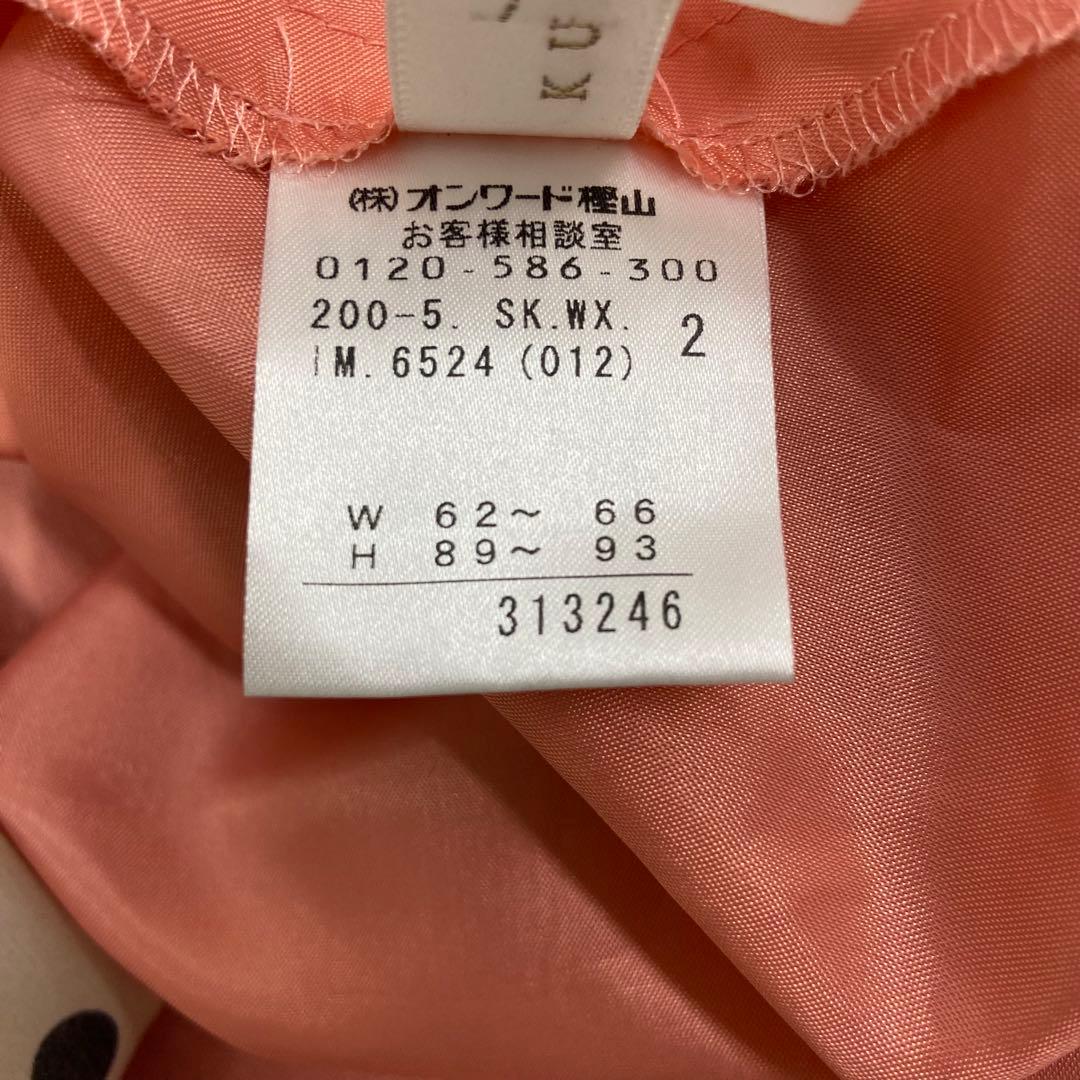 KU
(株)オンワード樫山
お客様相談室
0120-586-300
200-5. SK.WX. 2
IM. 6524 (012)
W 62~ 66
H 89~ 93
313246